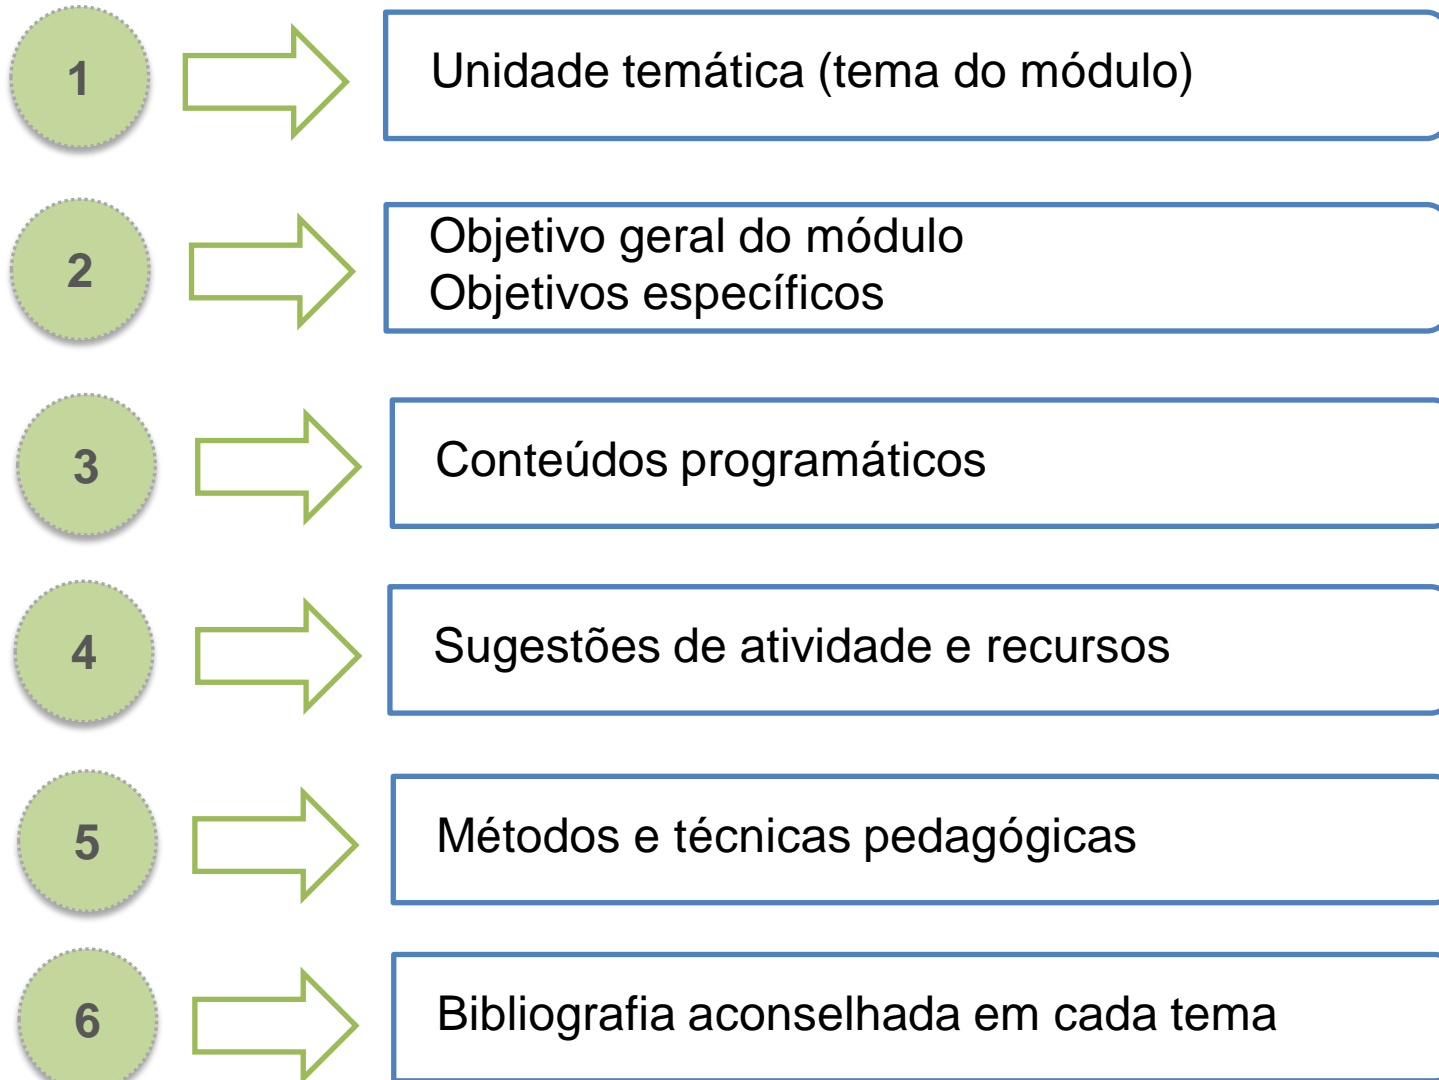 1
Unidade temática (tema do módulo)
2
Objetivo geral do módulo
Objetivos específicos
3
Conteúdos programáticos
4
Sugestões de atividade e recursos
5
Métodos e técnicas pedagógicas
6
Bibliografia aconselhada em cada tema